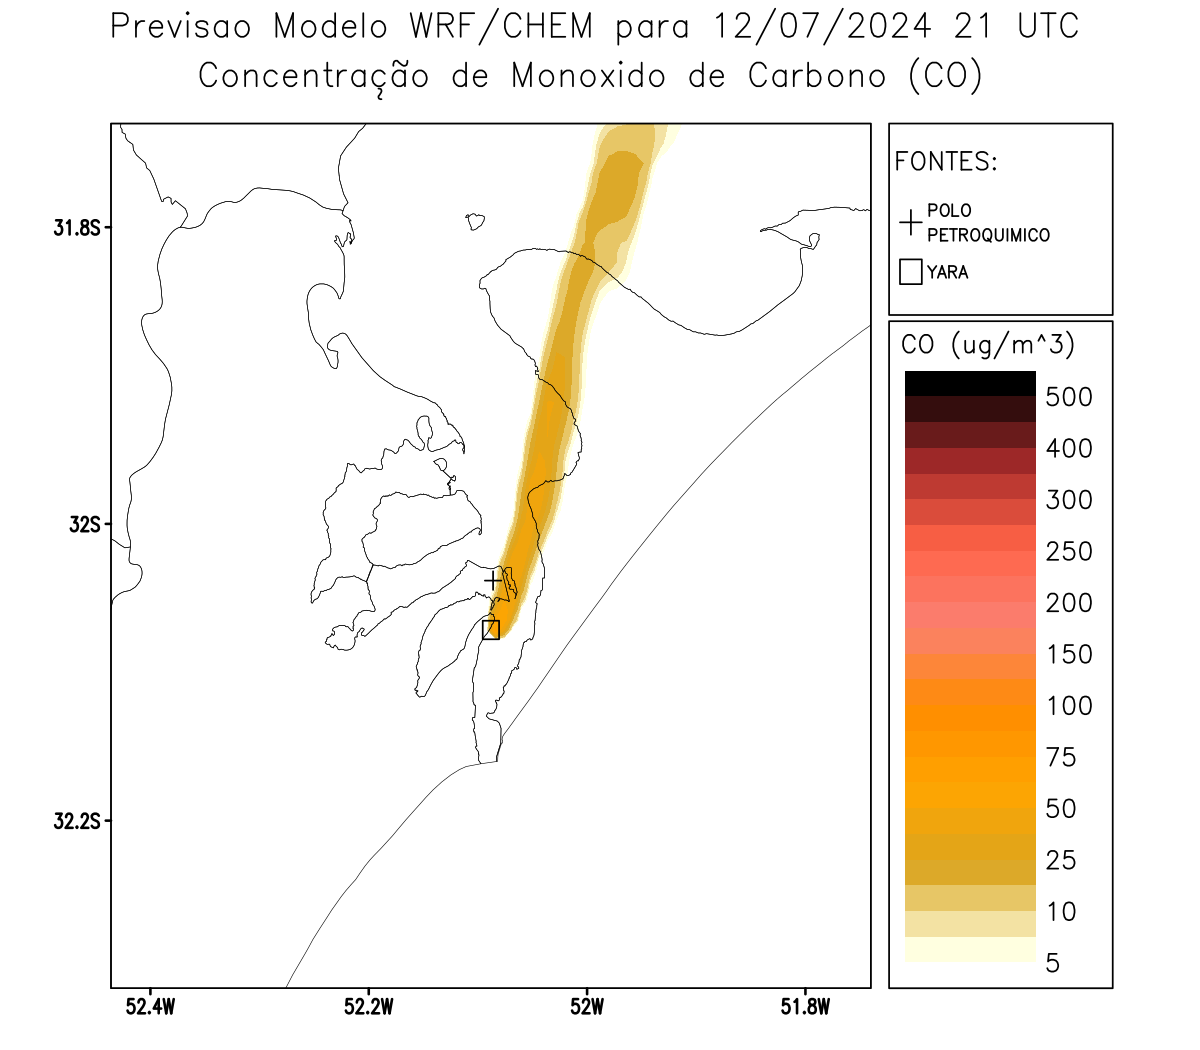 Previsao Modelo WRF/CHEM para 12/07/2024 21 UTC
Concentração de Monoxido de Carbono (CO)
FONTES:
POLO
PETROQUIMICO
YARA
31.8S
32S
32.2S
52.4W
52.2W
52W
51.8W
CO (ug/m^3)
500
400
300
250
200
150
100
75
50
25
10
5